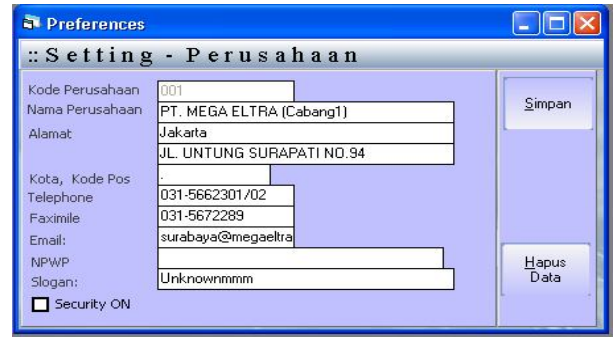 Preferences
:: Setting - Perusahaan
Kode Perusahaan 001
Nama Perusahaan PT. MEGA ELTRA (Cabang1)
Alamat Jakarta
JL. UNTUNG SURAPATI NO.94
Kota, Kode Pos .
Telephone 031-5662301/02
Faximile 031-5672289
Email: surabaya@megaeltra
NPWP
Slogan: Unknownmmm
Security ON
Simpan
Hapus
Data